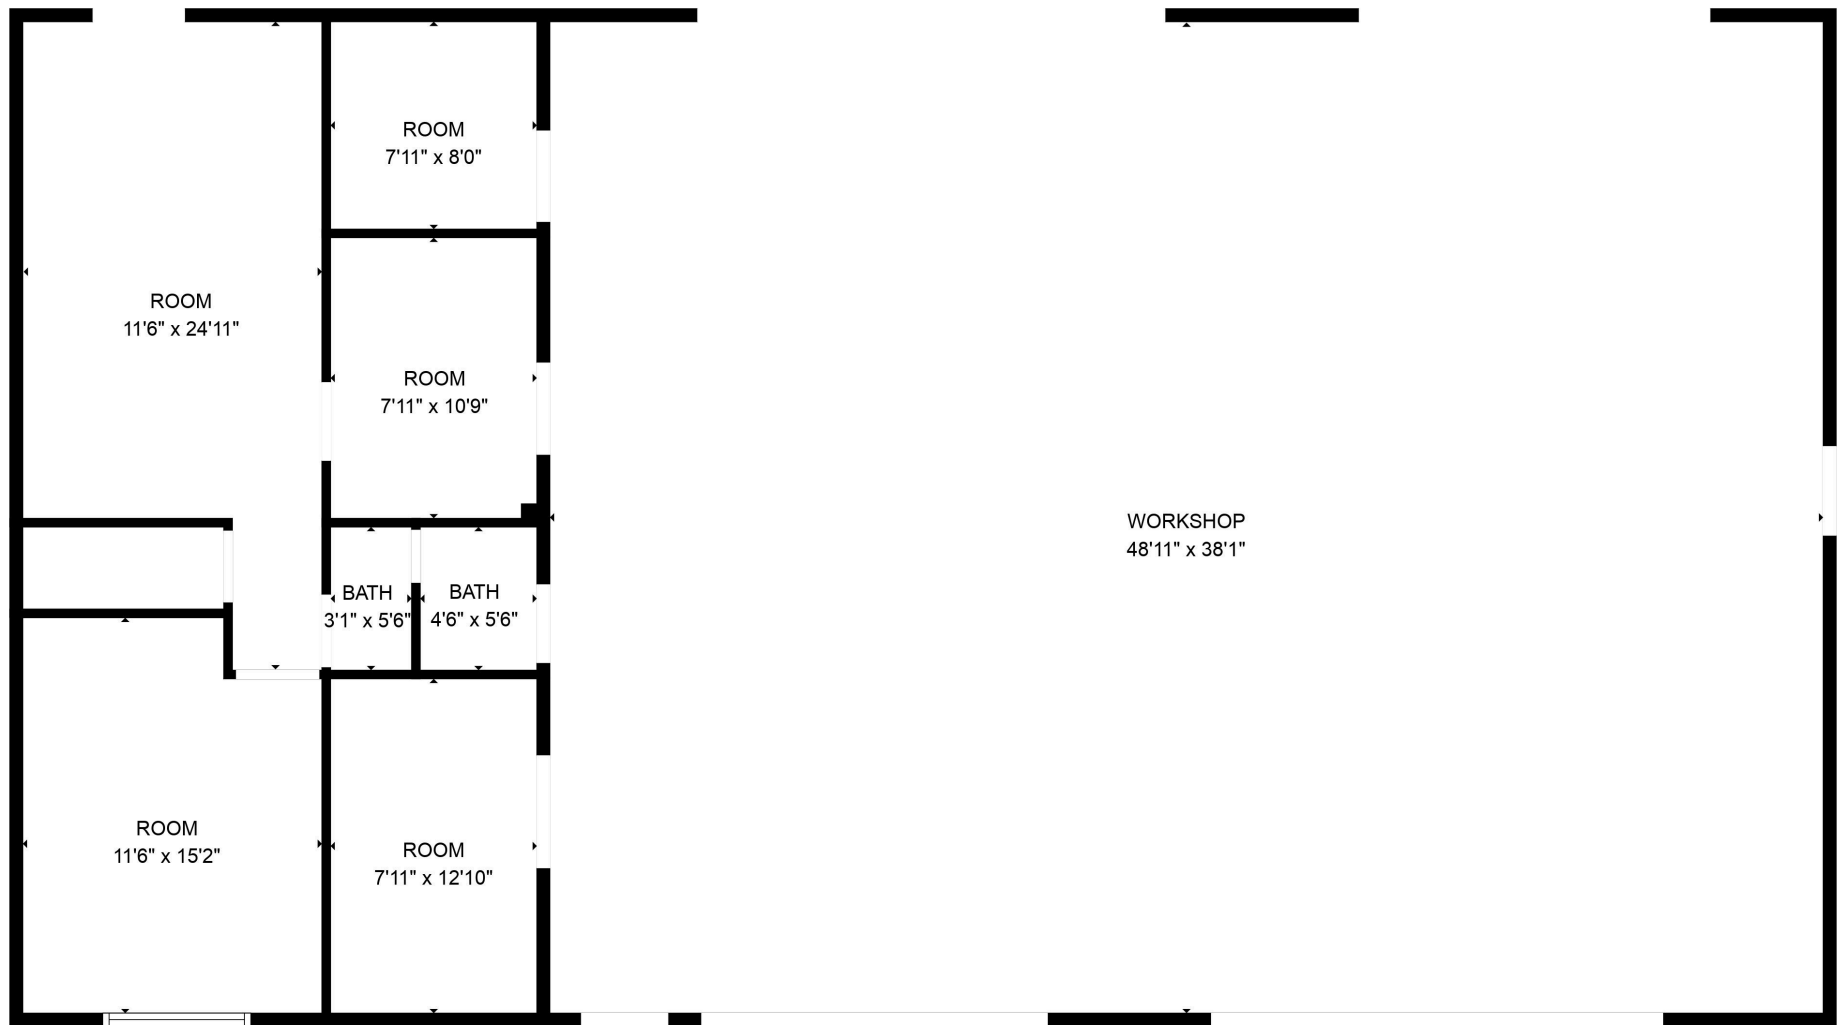 ROOM
7'11" x 8'0"
ROOM
11'6" x 24'11"
ROOM
7'11" x 10'9"
WORKSHOP
48'11" x 38'1"
BATH
3'1" x 5'6"
BATH
4'6" x 5'6"
ROOM
11'6" x 15'2"
ROOM
7'11" x 12'10"